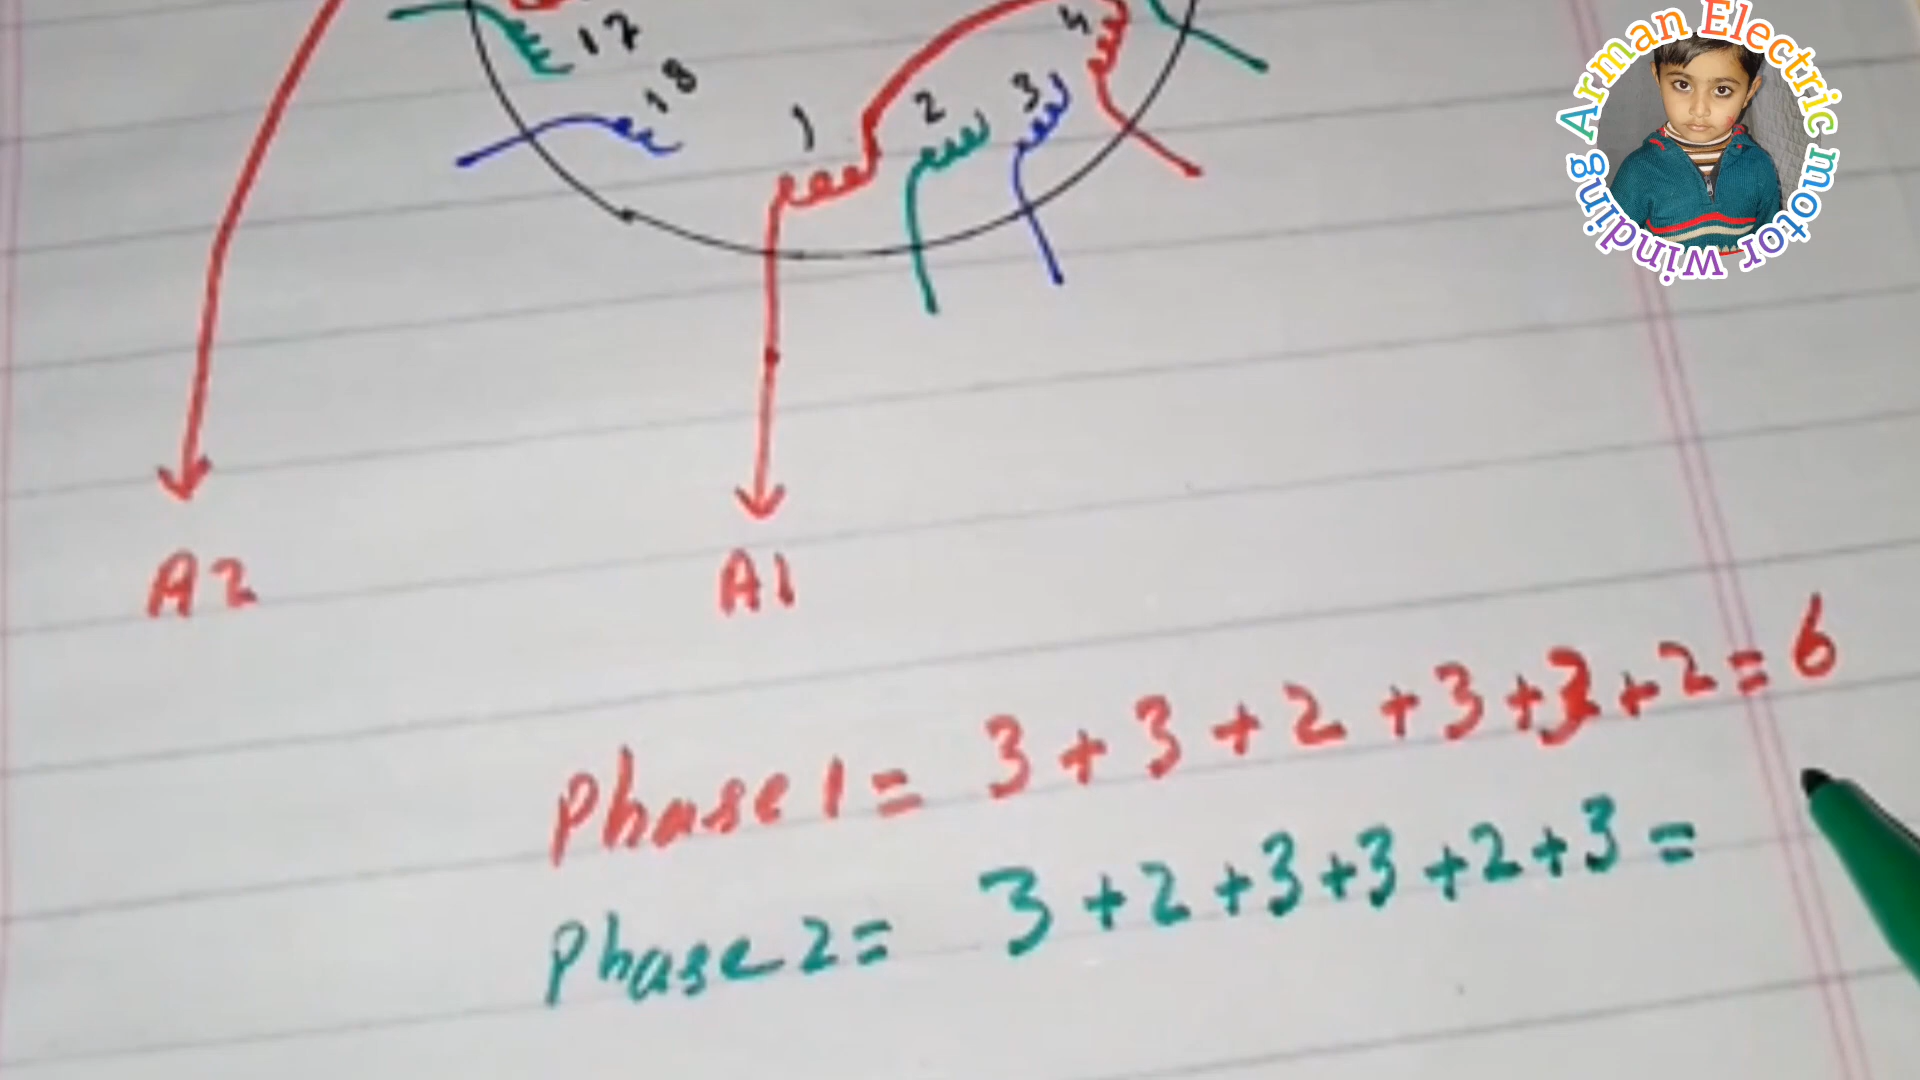 17
18
1
2
3
4
Arman Electric motor winding
A2
A1
Phase 1 = 3 + 3 + 2 + 3 + 3 + 2 = 6
Phase 2 = 3 + 2 + 3 + 3 + 2 + 3 =